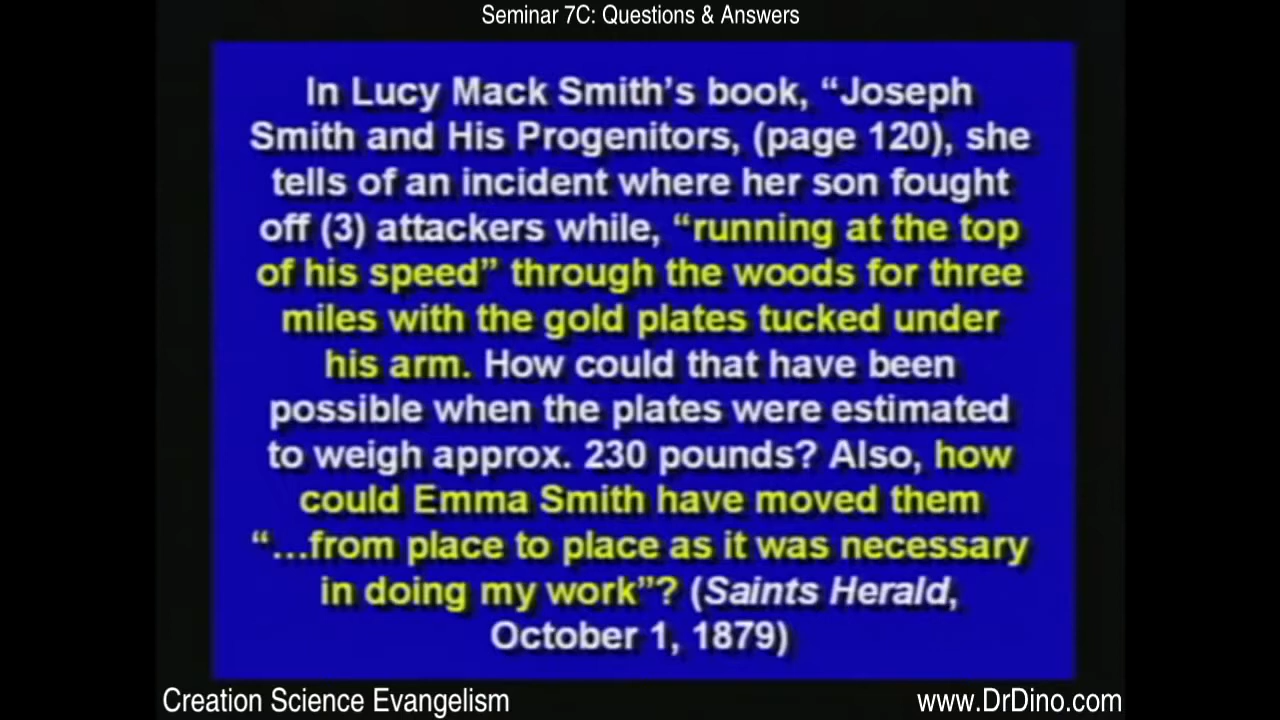 Seminar 7C: Questions & Answers
In Lucy Mack Smith's book, “Joseph
Smith and His Progenitors, (page 120), she
tells of an incident where her son fought
off (3) attackers while, “running at the top
of his speed” through the woods for three
miles with the gold plates tucked under
his arm. How could that have been
possible when the plates were estimated
to weigh approx. 230 pounds? Also, how
could Emma Smith have moved them
“...from place to place as it was necessary
in doing my work”? (Saints Herald,
October 1, 1879)
Creation Science Evangelism
www.DrDino.com